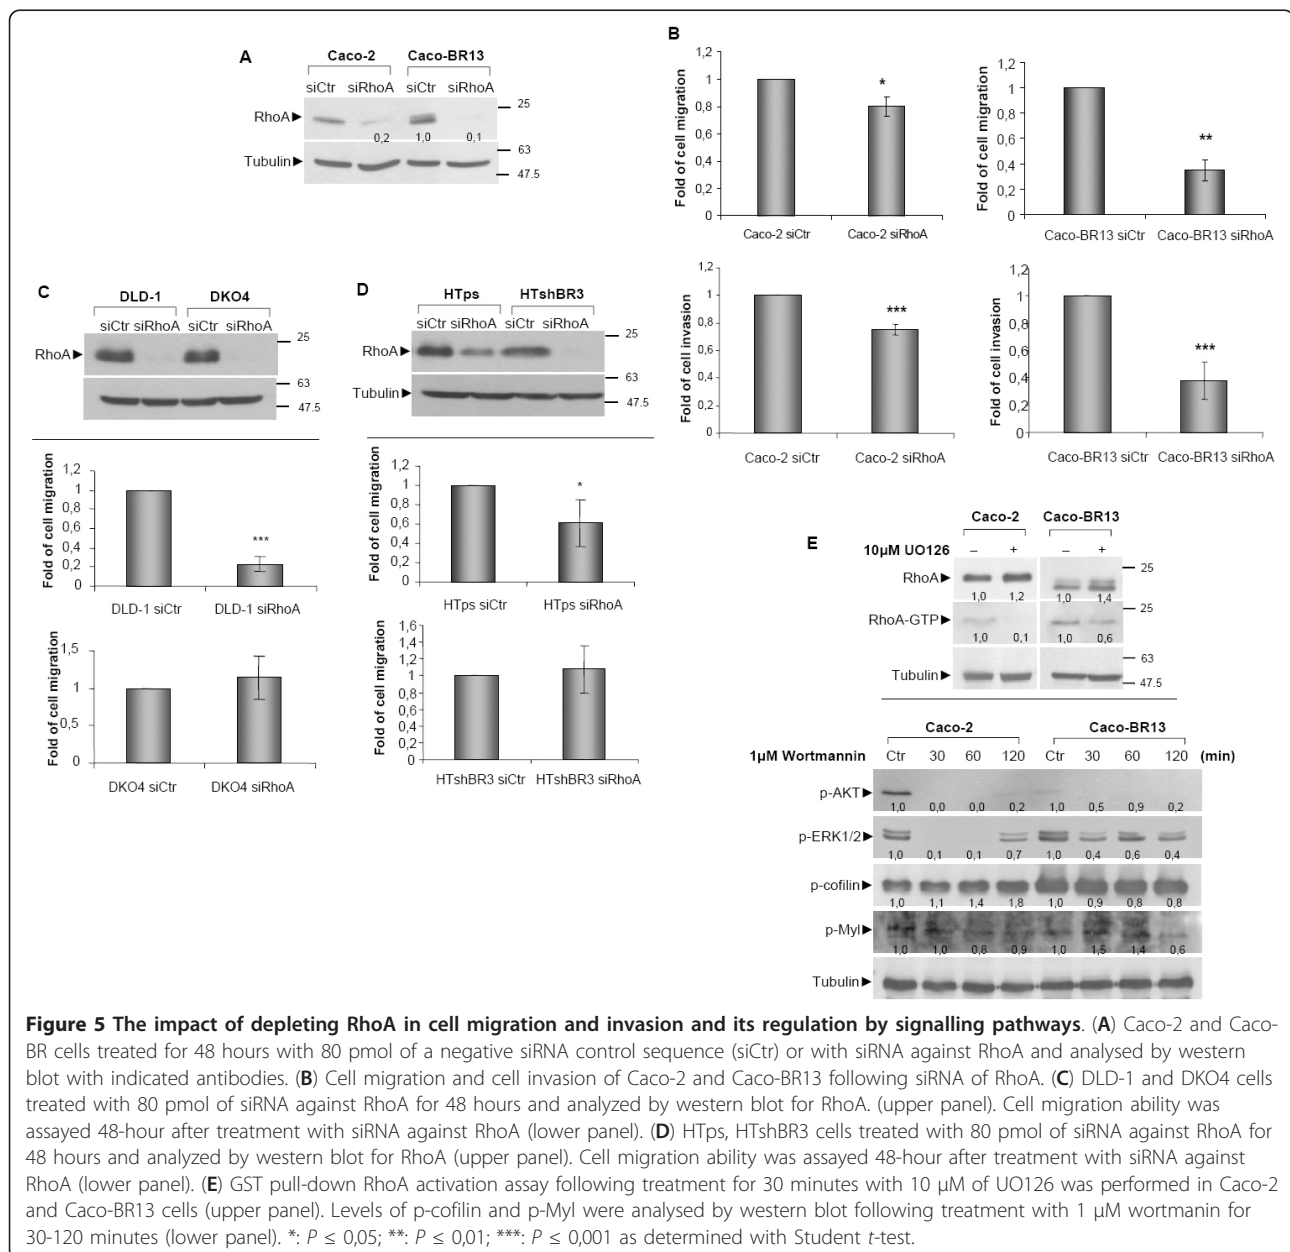 A
Caco-2 Caco-BR13
siCtr siRhoA siCtr siRhoA
RhoA 25
0,2 1,0 0,1
Tubulin 63
47.5
B
1,2
1
0,8
0,6
0,4
0,2
0
Fold of cell migration
*
Caco-2 siCtr Caco-2 siRhoA
1,2
1
0,8
0,6
0,4
0,2
0
Fold of cell migration
**
Caco-BR13 siCtr Caco-BR13 siRhoA
1,2
1
0,8
0,6
0,4
0,2
0
Fold of cell invasion
***
Caco-2 siCtr Caco-2 siRhoA
1,2
1
0,8
0,6
0,4
0,2
0
Fold of cell invasion
***
Caco-BR13 siCtr Caco-BR13 siRhoA
C
DLD-1 DKO4
siCtr siRhoA siCtr siRhoA
RhoA 25
63
47.5
1,2
1
0,8
0,6
0,4
0,2
0
Fold of cell migration
***
DLD-1 siCtr DLD-1 siRhoA
1,5
1
0,5
0
Fold of cell migration
DKO4 siCtr DKO4 siRhoA
D
HTps HTshBR3
siCtr siRhoA siCtr siRhoA
RhoA 25
Tubulin 63
47.5
1,2
1
0,8
0,6
0,4
0,2
0
Fold of cell migration
*
HTps siCtr HTps siRhoA
1,6
1,4
1,2
1
0,8
0,6
0,4
0,2
0
Fold of cell migration
HTshBR3 siCtr HTshBR3 siRhoA
E
Caco-2 Caco-BR13
10µM UO126 – + – +
RhoA 25
1,0 1,2 1,0 1,4
RhoA-GTP 25
1,0 0,1 1,0 0,6
Tubulin 63
47.5
Caco-2 Caco-BR13
1µM Wortmannin Ctr 30 60 120 Ctr 30 60 120 (min)
p-AKT
1,0 0,0 0,0 0,2 1,0 0,5 0,9 0,2
p-ERK1/2
1,0 0,1 0,1 0,7 1,0 0,4 0,6 0,4
p-cofilin
1,0 1,1 1,4 1,8 1,0 0,9 0,8 0,8
p-Myl
1,0 1,0 0,8 0,9 1,0 1,5 1,4 0,6
Tubulin
Figure 5 The impact of depleting RhoA in cell migration and invasion and its regulation by signalling pathways. (A) Caco-2 and Caco-
BR cells treated for 48 hours with 80 pmol of a negative siRNA control sequence (siCtr) or with siRNA against RhoA and analysed by western
blot with indicated antibodies. (B) Cell migration and cell invasion of Caco-2 and Caco-BR13 following siRNA of RhoA. (C) DLD-1 and DKO4 cells
treated with 80 pmol of siRNA against RhoA for 48 hours and analyzed by western blot for RhoA. (upper panel). Cell migration ability was
assayed 48-hour after treatment with siRNA against RhoA (lower panel). (D) HTps, HTshBR3 cells treated with 80 pmol of siRNA against RhoA for
48 hours and analyzed by western blot for RhoA (upper panel). Cell migration ability was assayed 48-hour after treatment with siRNA against
RhoA (lower panel). (E) GST pull-down RhoA activation assay following treatment for 30 minutes with 10 µM of UO126 was performed in Caco-2
and Caco-BR13 cells (upper panel). Levels of p-cofilin and p-Myl were analysed by western blot following treatment with 1 µM wortmanin for
30-120 minutes (lower panel). *: P ≤ 0,05; **: P ≤ 0,01; ***: P ≤ 0,001 as determined with Student t-test.